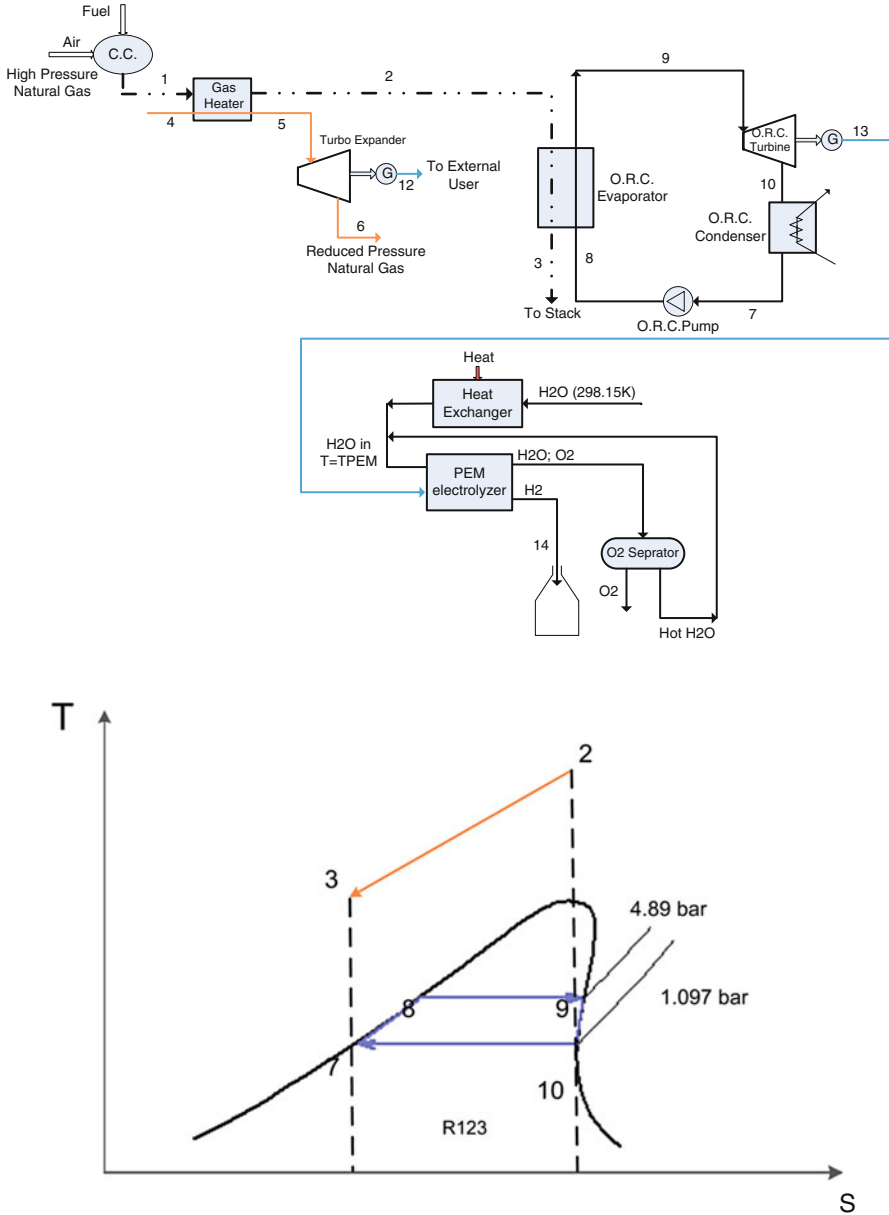 Fuel
Air
C.C.
High Pressure
Natural Gas
1
2
Gas
Heater
4
5
Turbo Expander
G
12
To External
User
6
Reduced Pressure
Natural Gas
9
O.R.C.
Turbine
G
13
10
O.R.C.
Evaporator
O.R.C.
Condenser
3
8
To Stack
7
O.R.C.Pump
Heat
Heat
Exchanger
H2O (298.15K)
H2O in
T=TPEM
PEM
electrolyzer
H2O; O2
H2
14
O2 Seprator
O2
Hot H2O
T
2
3
4.89 bar
8
9
1.097 bar
7
10
R123
S